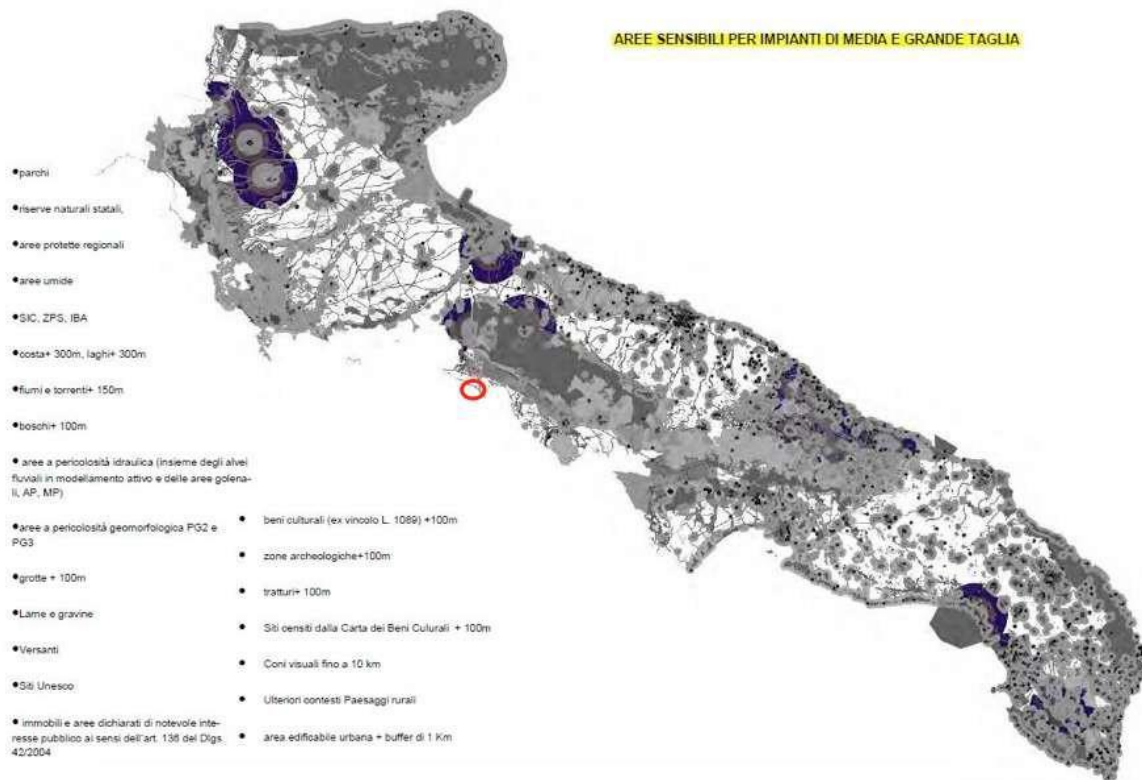 AREE SENSIBILI PER IMPIANTI DI MEDIA E GRANDE TAGLIA
•parchi
•riserve naturali statali,
•aree protette regionali
•aree umide
•SIC, ZPS, IBA
•costa+ 300m, laghi+ 300m
•fiumi e torrenti+ 150m
•boschi+ 100m
• aree a pericolosità idraulica (insieme degli alvei
fluviali in modellamento attivo e delle aree golena-
li, AP, MP)
•aree a pericolosità geomorfologica PG2 e
PG3
•grotte + 100m
•Lame e gravine
•Versanti
•Siti Unesco
• immobili e aree dichiarati di notevole inte-
resse pubblico ai sensi dell'art. 136 del Dlgs
42/2004
• beni culturali (ex vincolo L. 1089) +100m
• zone archeologiche+100m
• tratturi+ 100m
• Siti censiti dalla Carta dei Beni Culurali + 100m
• Coni visuali fino a 10 km
• Ulteriori contesti Paesaggi rurali
• area edificabile urbana + buffer di 1 Km